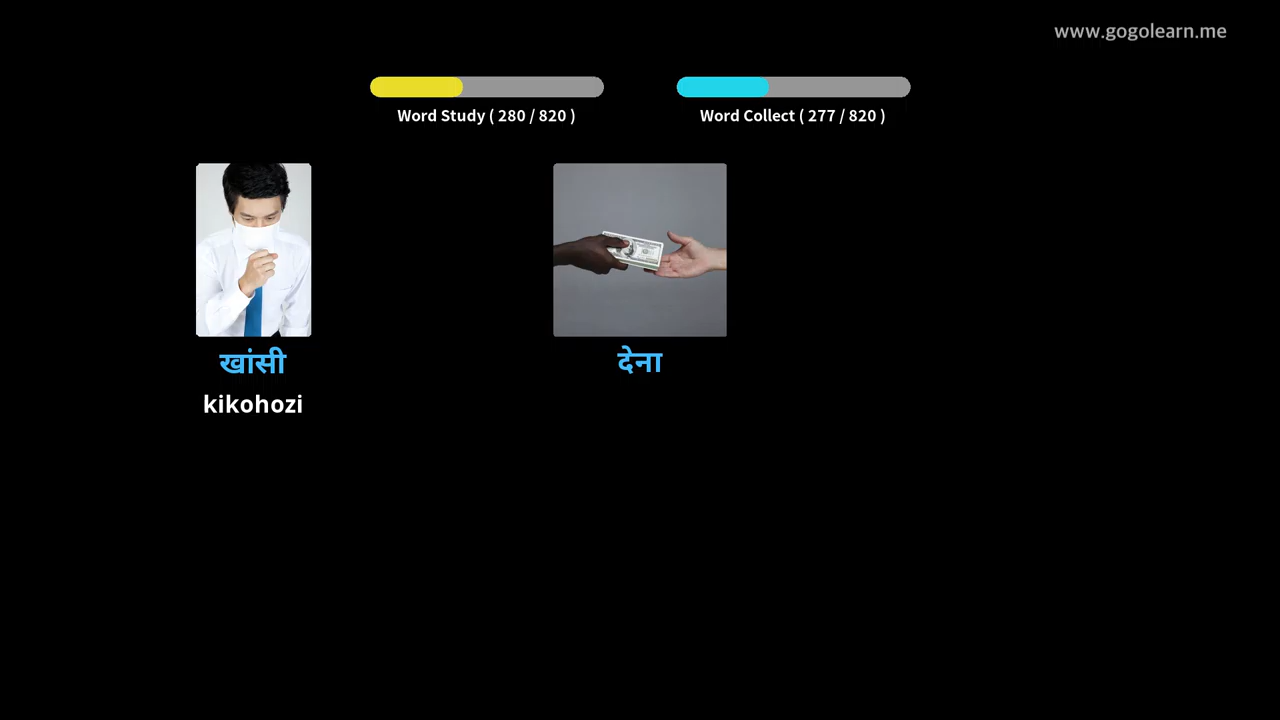 www.gogolearn.me
Word Study ( 280 / 820 )
Word Collect ( 277 / 820 )
खांसी
kikohozi
देना